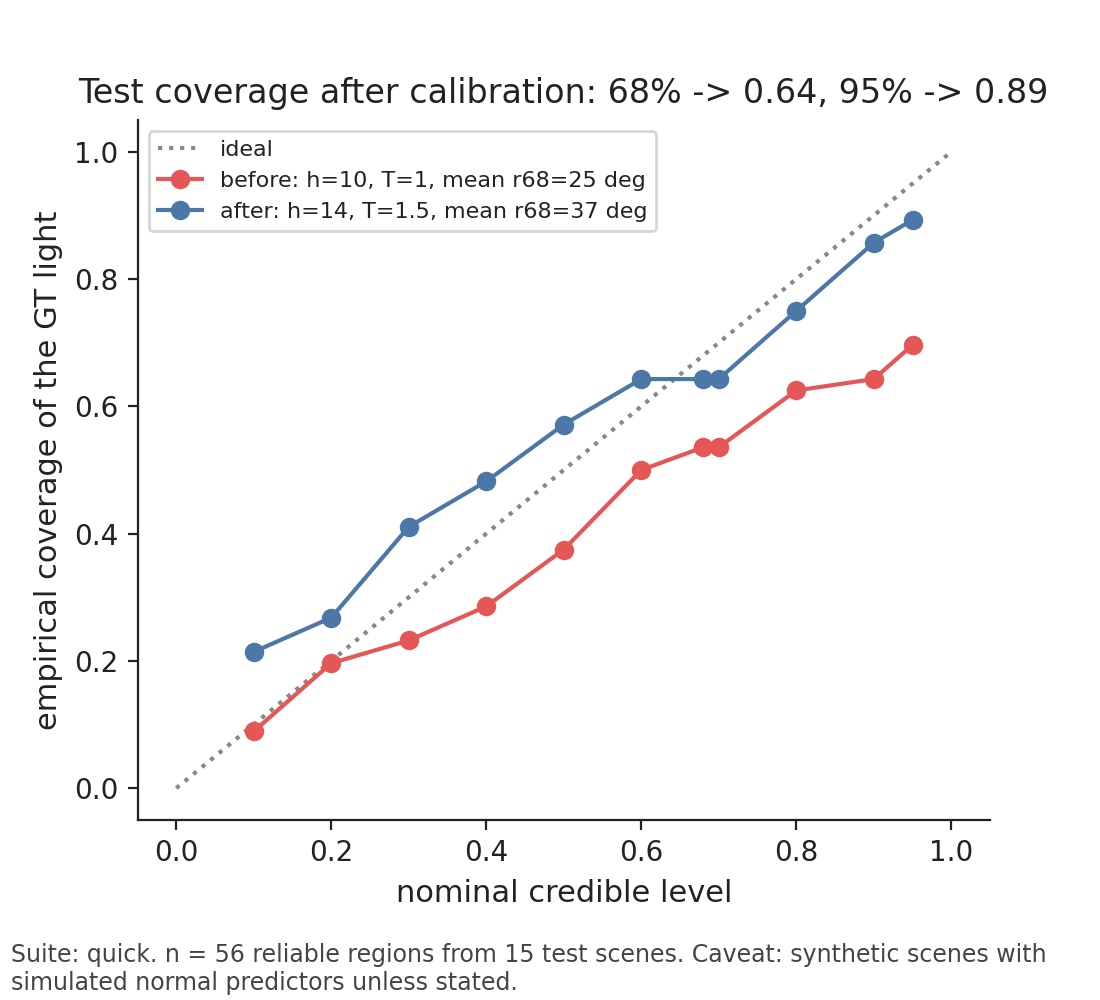 Test coverage after calibration: 68% -> 0.64, 95% -> 0.89
ideal
before: h=10, T=1, mean r68=25 deg
after: h=14, T=1.5, mean r68=37 deg
1.0
0.8
0.6
0.4
0.2
0.0
empirical coverage of the GT light
0.0 0.2 0.4 0.6 0.8 1.0
nominal credible level
Suite: quick. n = 56 reliable regions from 15 test scenes. Caveat: synthetic scenes with
simulated normal predictors unless stated.